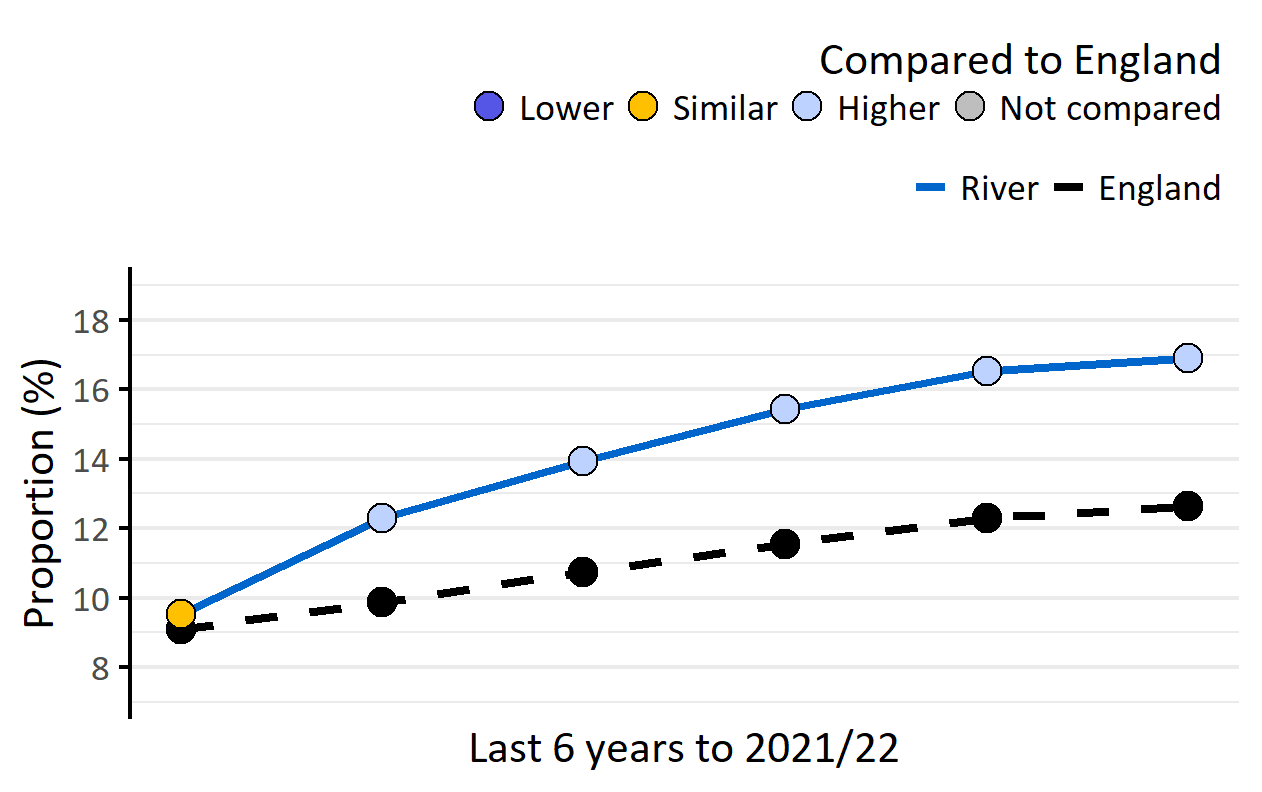 Compared to England
Lower Similar Higher Not compared
River England
Proportion (%)
18
16
14
12
10
8
Last 6 years to 2021/22